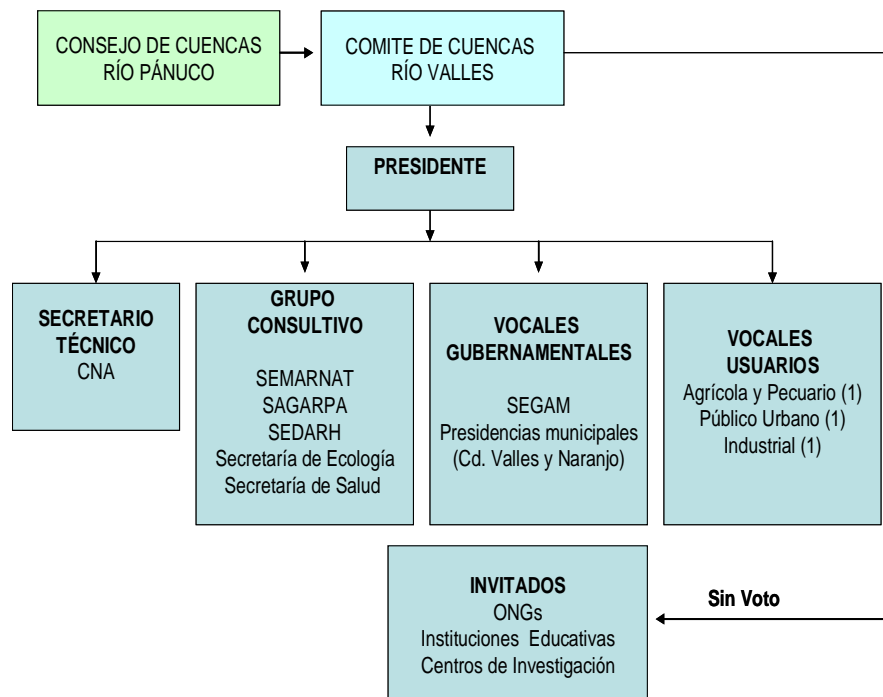 CONSEJO DE CUENCAS
RÍO PÁNUCO
COMITE DE CUENCAS
RÍO VALLES
PRESIDENTE
SECRETARIO
TÉCNICO
CNA
GRUPO
CONSULTIVO
SEMARNAT
SAGARPA
SEDARH
Secretaría de Ecología
Secretaría de Salud
VOCALES
GUBERNAMENTALES
SEGAM
Presidencias municipales
(Cd. Valles y Naranjo)
VOCALES
USUARIOS
Agrícola y Pecuario (1)
Público Urbano (1)
Industrial (1)
INVITADOS
ONGs
Instituciones Educativas
Centros de Investigación
Sin Voto